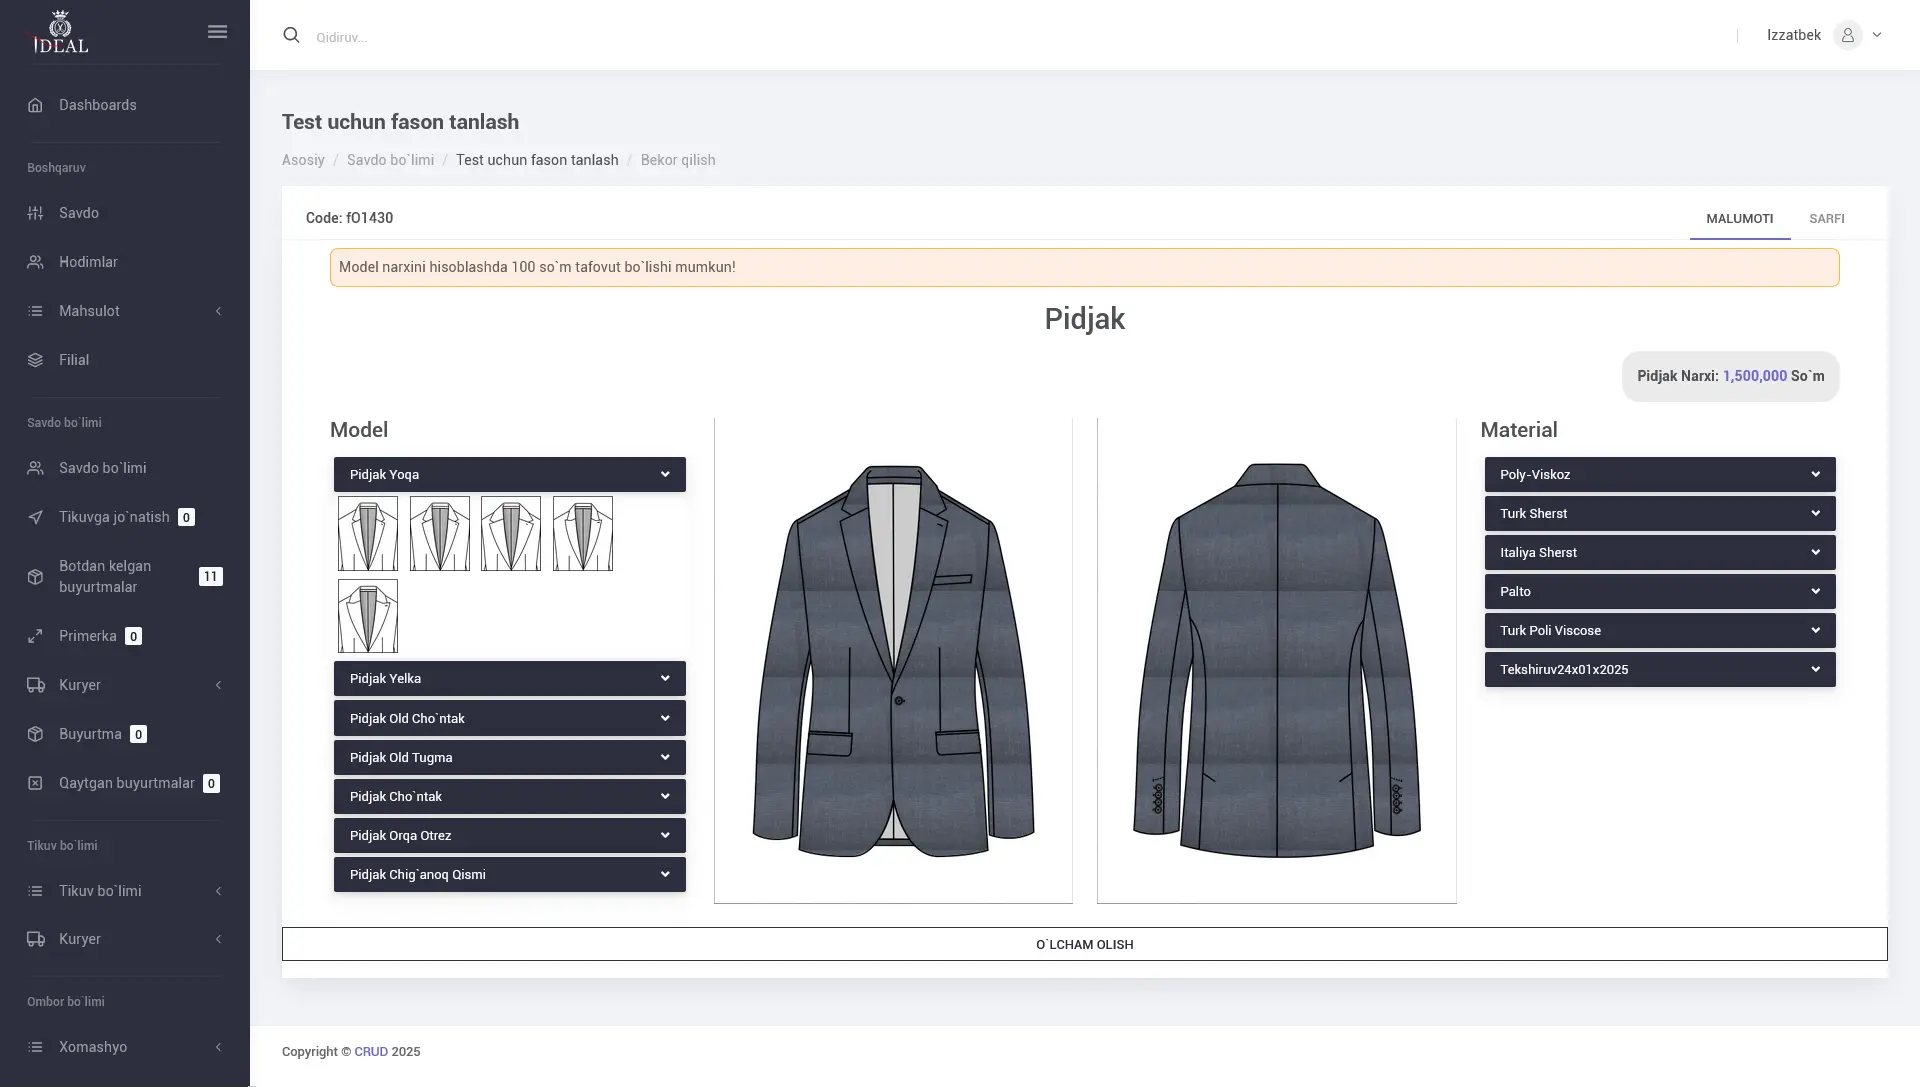 IDEAL
Qidiruv...
Izzatbek
Dashboards
Boshqaruv
Savdo
Hodimlar
Mahsulot
Filial
Savdo bo`limi
Savdo bo`limi
Tikuvga jo`natish 0
Botdan kelgan
buyurtmalar 11
Primerka 0
Kuryer
Buyurtma 0
Qaytgan buyurtmalar 0
Tikuv bo`limi
Tikuv bo`limi
Kuryer
Ombor bo`limi
Xomashyo
Test uchun fason tanlash
Asosiy / Savdo bo`limi / Test uchun fason tanlash / Bekor qilish
Code: fO1430
MALUMOTI
SARFI
Model narxini hisoblashda 100 so`m tafovut bo`lishi mumkun!
Pidjak
Pidjak Narxi: 1,500,000 So`m
Model
Pidjak Yoqa
Pidjak Yelka
Pidjak Old Cho`ntak
Pidjak Old Tugma
Pidjak Cho`ntak
Pidjak Orqa Otrez
Pidjak Chig`anoq Qismi
Material
Poly-Viskoz
Turk Sherst
Italiya Sherst
Palto
Turk Poli Viscose
Tekshiruv24x01x2025
O`LCHAM OLISH
Copyright © CRUD 2025